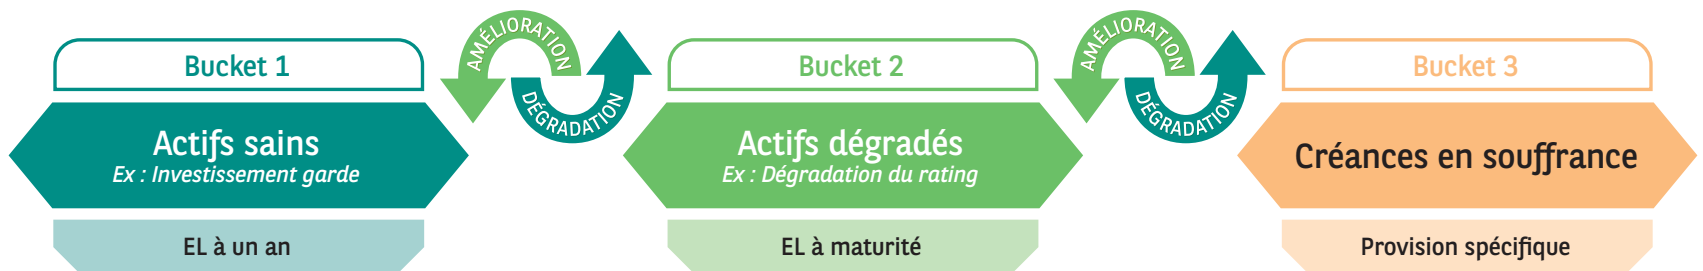 Bucket 1
AMÉLIORATION
DÉGRADATION
Bucket 2
AMÉLIORATION
DÉGRADATION
Bucket 3
Actifs sains
Ex : Investissement garde
Actifs dégradés
Ex : Dégradation du rating
Créances en souffrance
EL à un an
EL à maturité
Provision spécifique